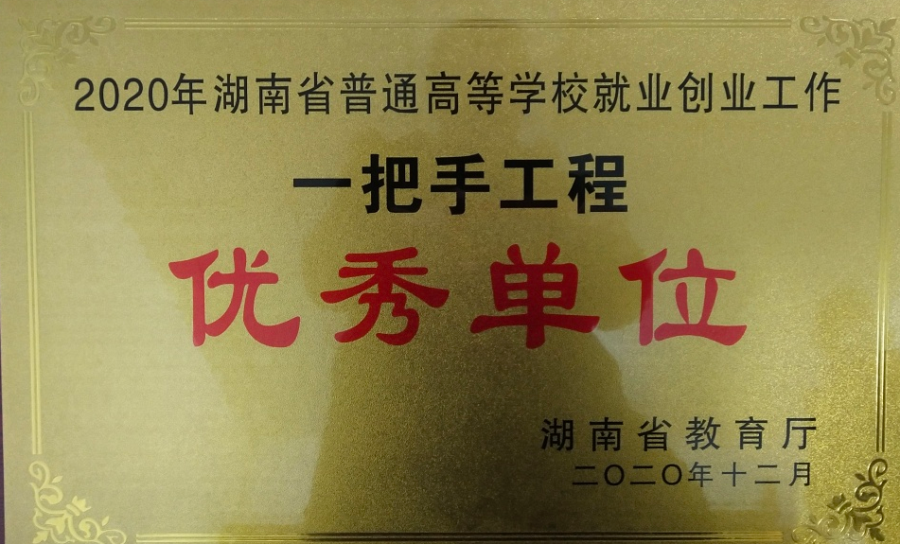 2020年湖南省普通高等学校就业创业工作
一把手工程
优秀单位
湖南省教育厅
二〇二〇年十二月